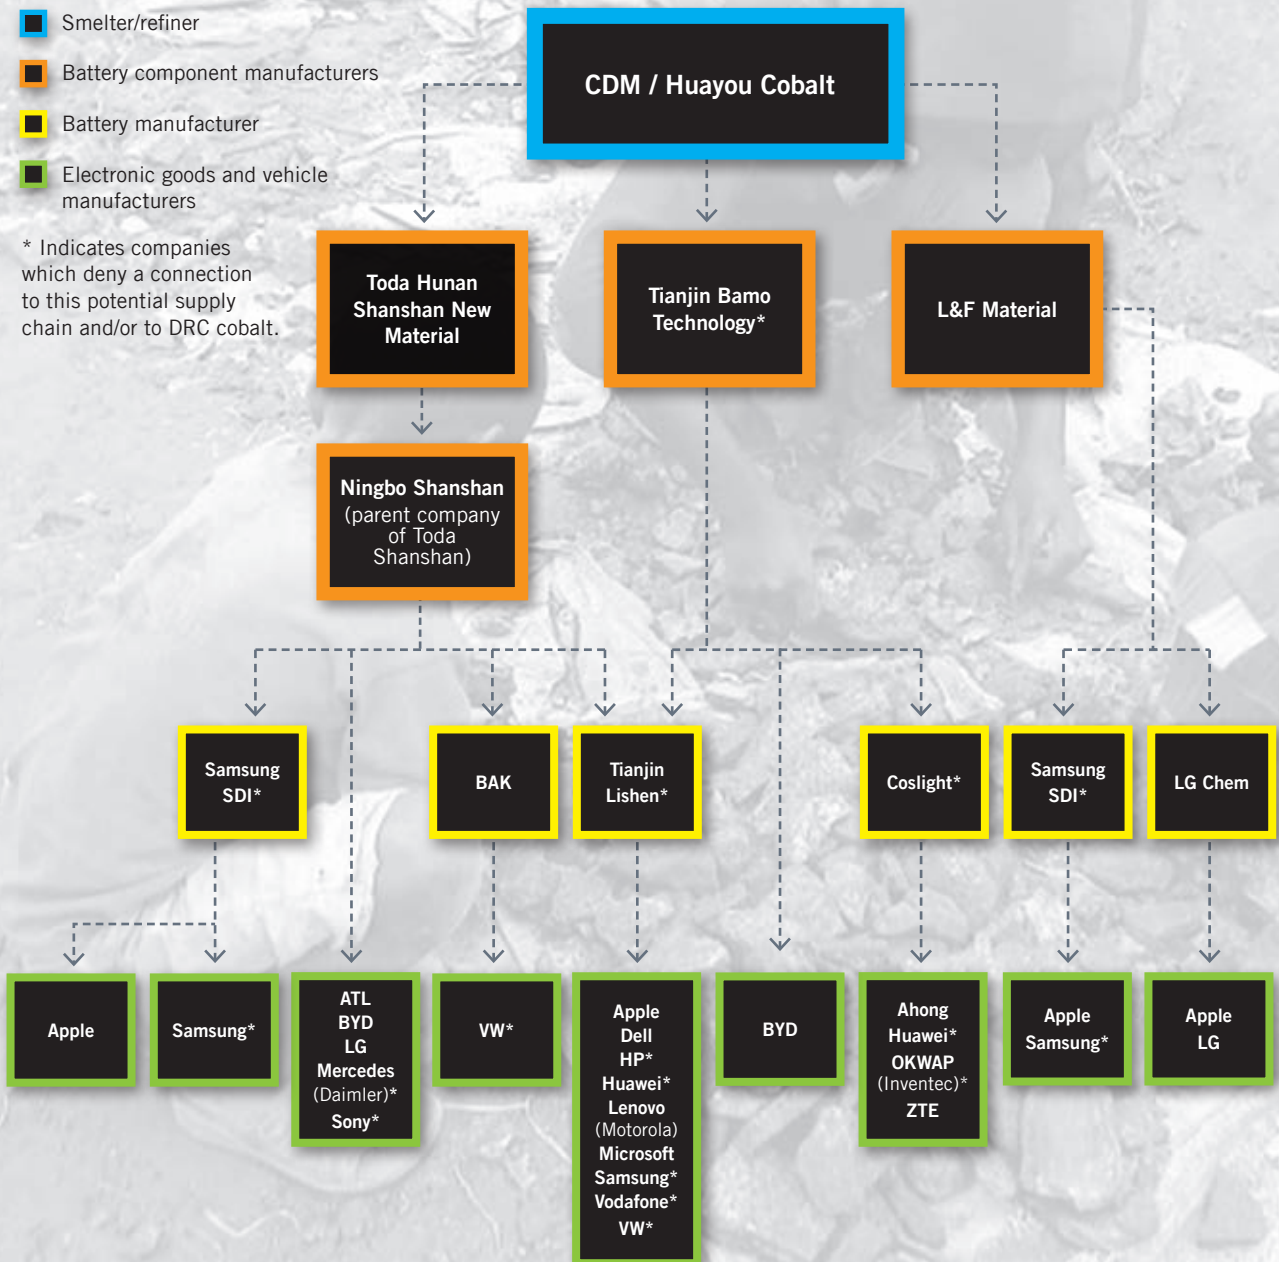 Smelter/refiner
Battery component manufacturers
Battery manufacturer
Electronic goods and vehicle
manufacturers
* Indicates companies
which deny a connection
to this potential supply
chain and/or to DRC cobalt.
CDM / Huayou Cobalt
Toda Hunan
Shanshan New
Material
Tianjin Bamo
Technology*
L&F Material
Ningbo Shanshan
(parent company
of Toda
Shanshan)
Samsung
SDI*
BAK
Tianjin
Lishen*
Coslight*
Samsung
SDI*
LG Chem
Apple
Samsung*
ATL
BYD
LG
Mercedes
(Daimler)*
Sony*
VW*
Apple
Dell
HP*
Huawei*
Lenovo
(Motorola)
Microsoft
Samsung*
Vodafone*
VW*
BYD
Ahong
Huawei*
OKWAP
(Inventec)*
ZTE
Apple
Samsung*
Apple
LG